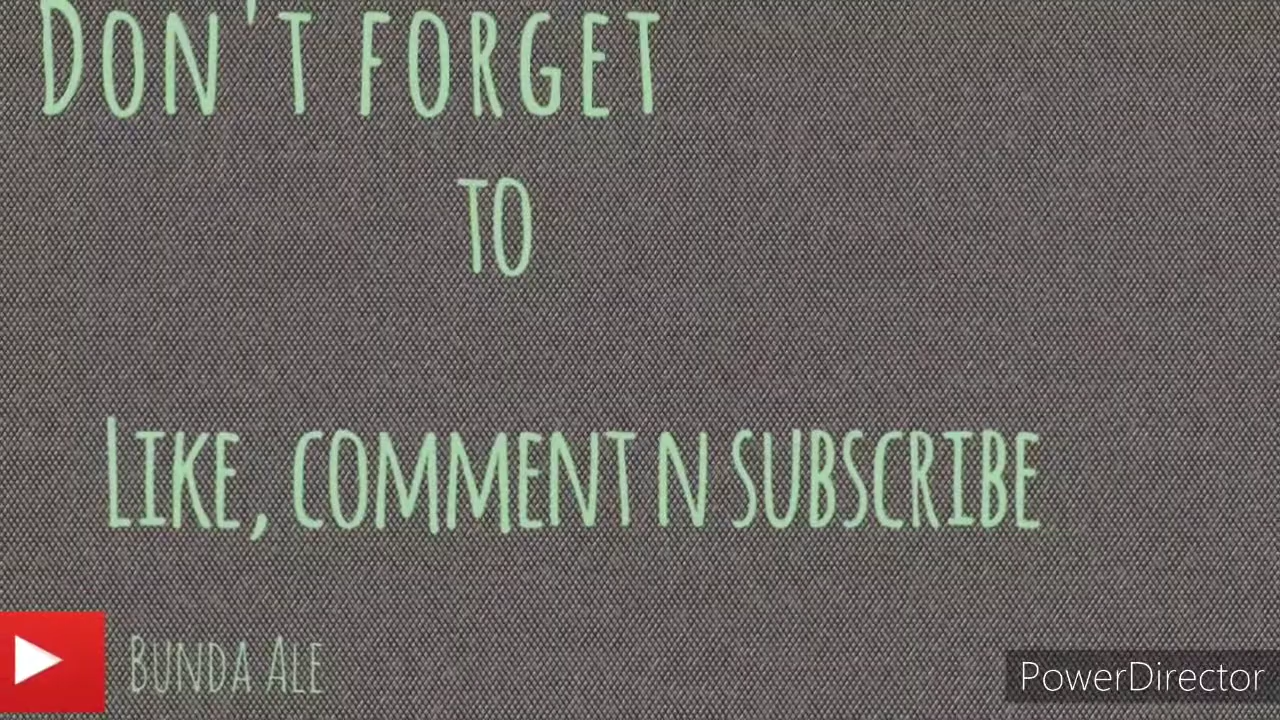 Don't forget
to
Like, comment n subscribe
Bunda Ale
PowerDirector